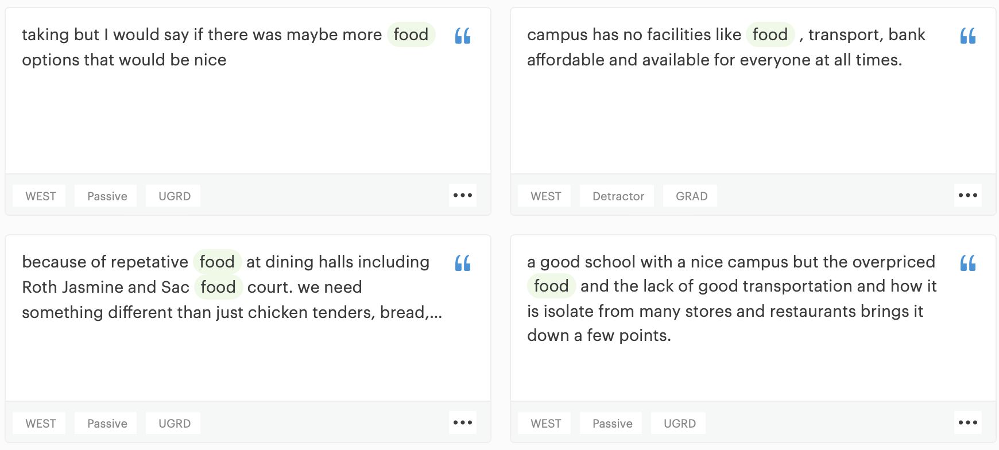 taking but I would say if there was maybe more food
options that would be nice
WEST Passive UGRD
campus has no facilities like food , transport, bank
affordable and available for everyone at all times.
WEST Detractor GRAD
because of repetative food at dining halls including
Roth Jasmine and Sac food court. we need
something different than just chicken tenders, bread,...
WEST Passive UGRD
a good school with a nice campus but the overpriced
food and the lack of good transportation and how it
is isolate from many stores and restaurants brings it
down a few points.
WEST Passive UGRD